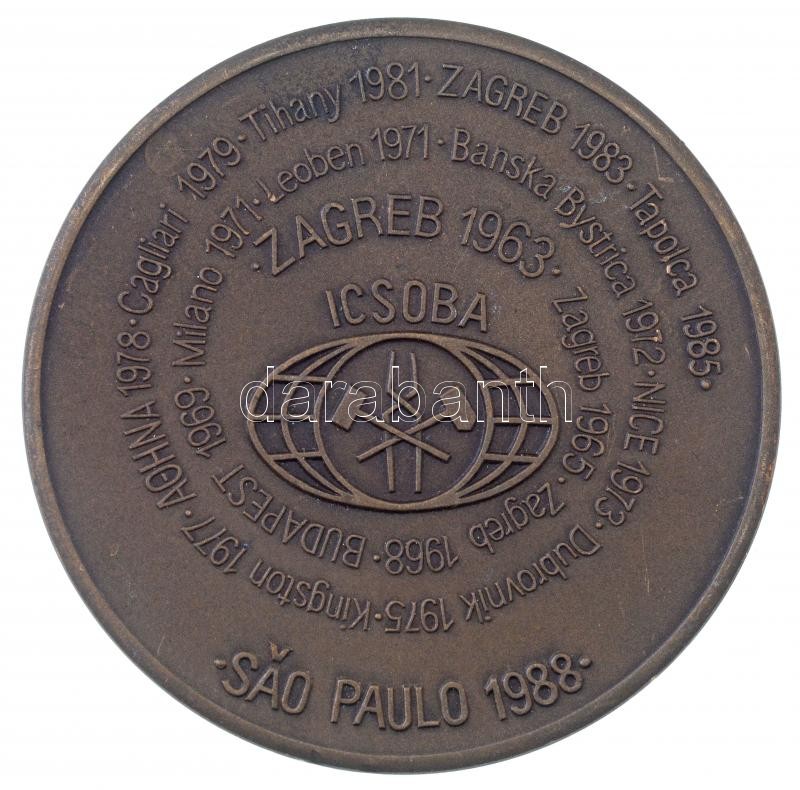 ·ZAGREB 1963·
Zagreb 1965·Zagreb 1968·BUDAPEST 1969·Milano 1971·Leoben 1971·Banska Bystrica 1972·NICE 1973·Dubrovnik 1975·Kingston 1977·AΘHNA 1978·Cagliari 1979·Tihany 1981·ZAGREB 1983·Tapolca 1985·
ICSOBA
darabanth
·SǍO PAULO 1988·